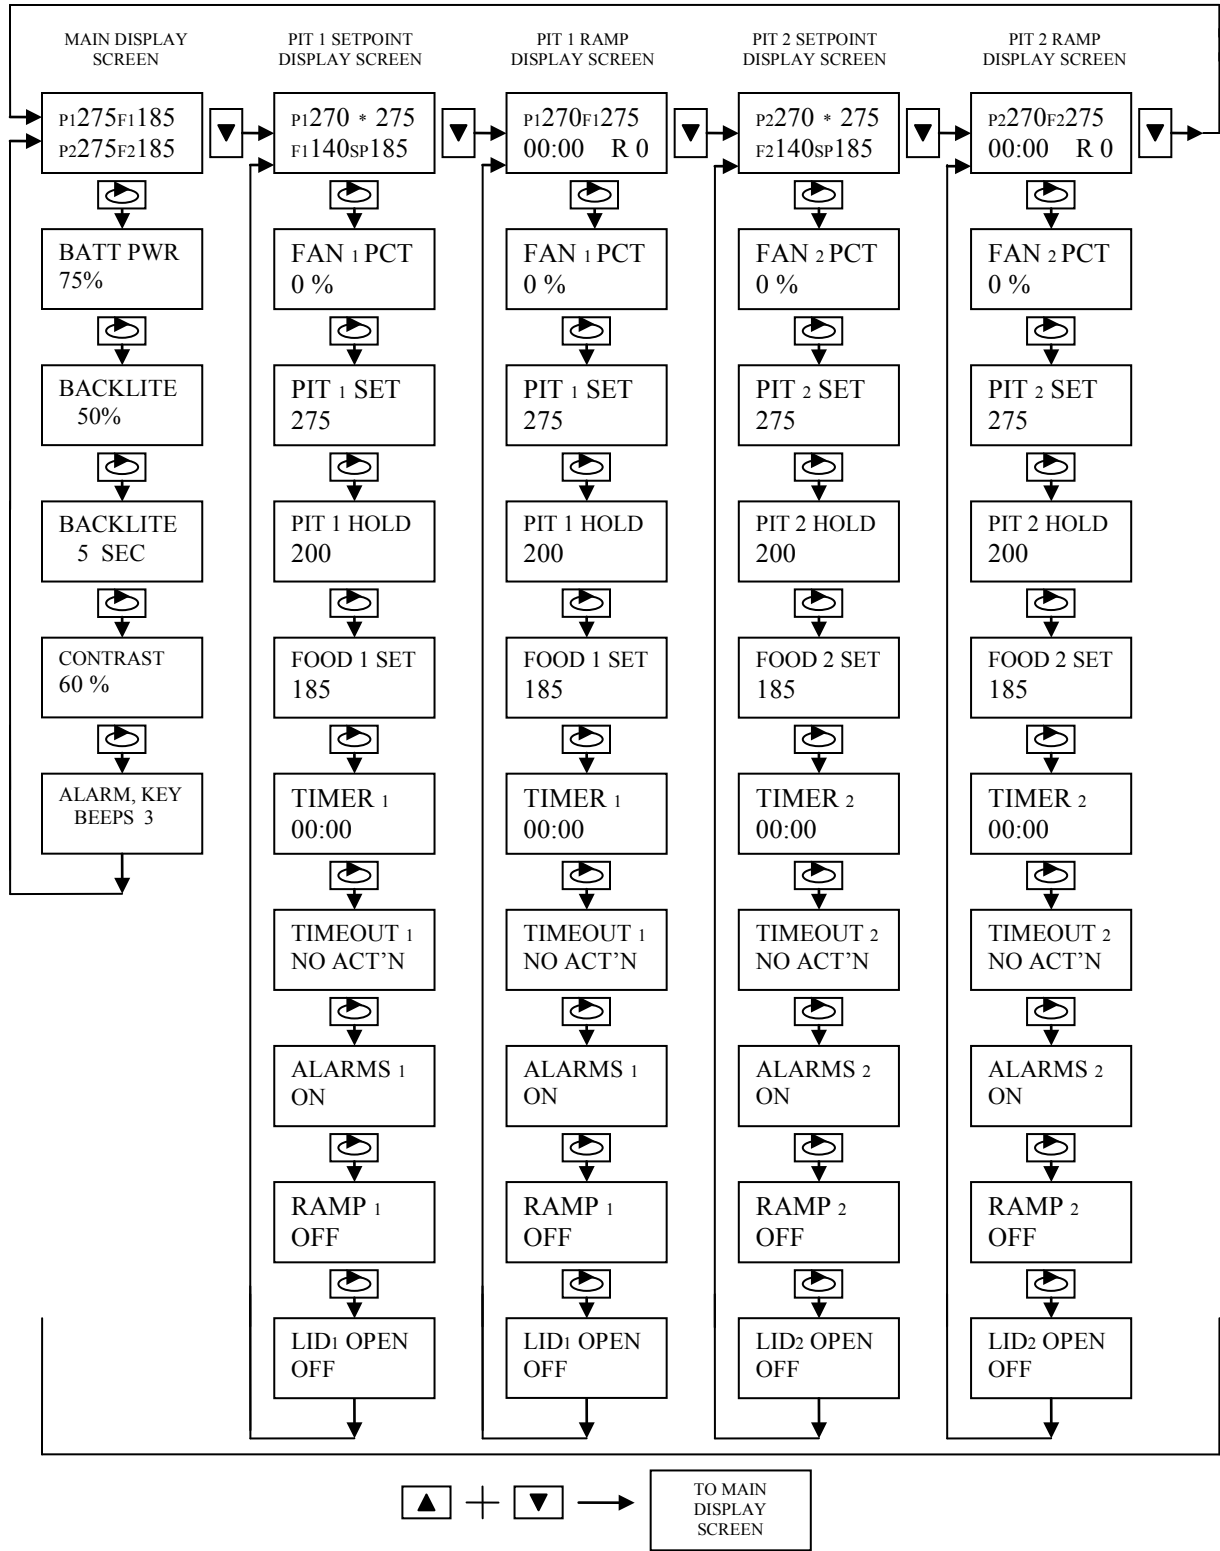 MAIN DISPLAY
SCREEN
PIT 1 SETPOINT
DISPLAY SCREEN
PIT 1 RAMP
DISPLAY SCREEN
PIT 2 SETPOINT
DISPLAY SCREEN
PIT 2 RAMP
DISPLAY SCREEN
P1275F1185
P2275F2185
P1270 * 275
F1140SP185
P1270F1275
00:00 R 0
P2270 * 275
F2140SP185
P2270F2275
00:00 R 0
BATT PWR
75%
FAN 1 PCT
0 %
FAN 1 PCT
0 %
FAN 2 PCT
0 %
FAN 2 PCT
0 %
BACKLITE
50%
PIT 1 SET
275
PIT 1 SET
275
PIT 2 SET
275
PIT 2 SET
275
BACKLITE
5 SEC
PIT 1 HOLD
200
PIT 1 HOLD
200
PIT 2 HOLD
200
PIT 2 HOLD
200
CONTRAST
60 %
FOOD 1 SET
185
FOOD 1 SET
185
FOOD 2 SET
185
FOOD 2 SET
185
ALARM, KEY
BEEPS 3
TIMER 1
00:00
TIMER 1
00:00
TIMER 2
00:00
TIMER 2
00:00
TIMEOUT 1
NO ACT’N
TIMEOUT 1
NO ACT’N
TIMEOUT 2
NO ACT’N
TIMEOUT 2
NO ACT’N
ALARMS 1
ON
ALARMS 1
ON
ALARMS 2
ON
ALARMS 2
ON
RAMP 1
OFF
RAMP 1
OFF
RAMP 2
OFF
RAMP 2
OFF
LID1 OPEN
OFF
LID1 OPEN
OFF
LID2 OPEN
OFF
LID2 OPEN
OFF
TO MAIN
DISPLAY
SCREEN